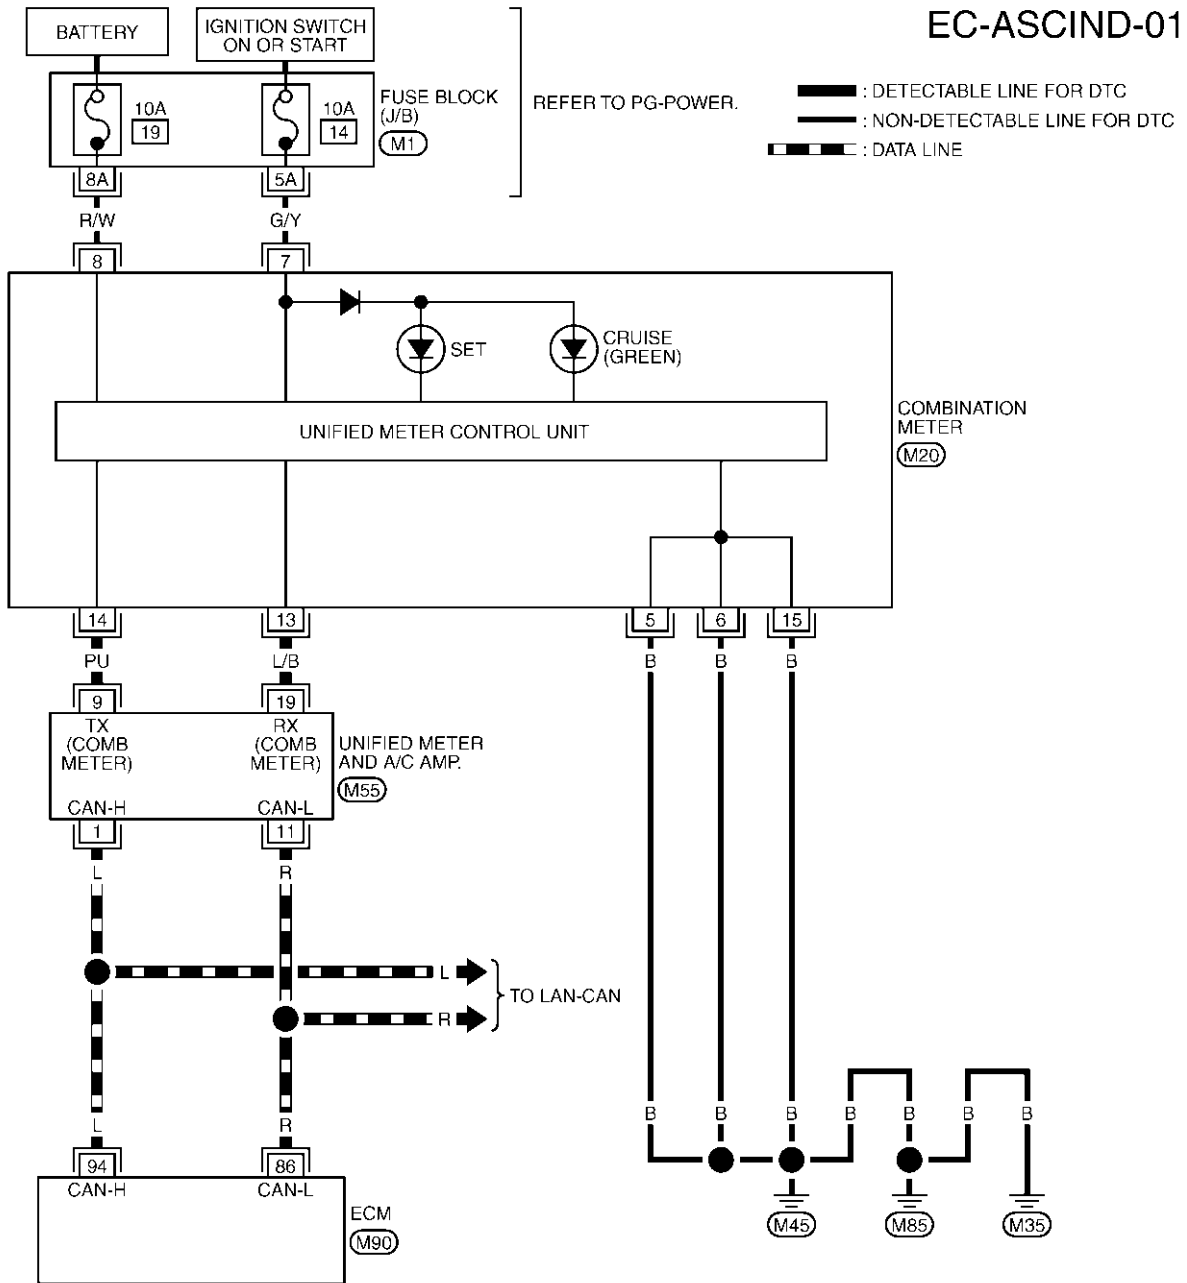 EC-ASCIND-01
BATTERY
IGNITION SWITCH
ON OR START
10A
19
10A
14
FUSE BLOCK
(J/B)
M1
REFER TO PG-POWER.
: DETECTABLE LINE FOR DTC
: NON-DETECTABLE LINE FOR DTC
: DATA LINE
8A
5A
R/W
G/Y
8
7
SET
CRUISE
(GREEN)
UNIFIED METER CONTROL UNIT
COMBINATION
METER
M20
14
13
5
6
15
PU
L/B
B
B
B
9
19
TX
(COMB
METER)
RX
(COMB
METER)
UNIFIED METER
AND A/C AMP.
M55
CAN-H
CAN-L
1
11
L
R
L
R
TO LAN-CAN
L
R
B
B
B
B
B
B
B
94
86
CAN-H
CAN-L
ECM
M90
M45
M85
M35